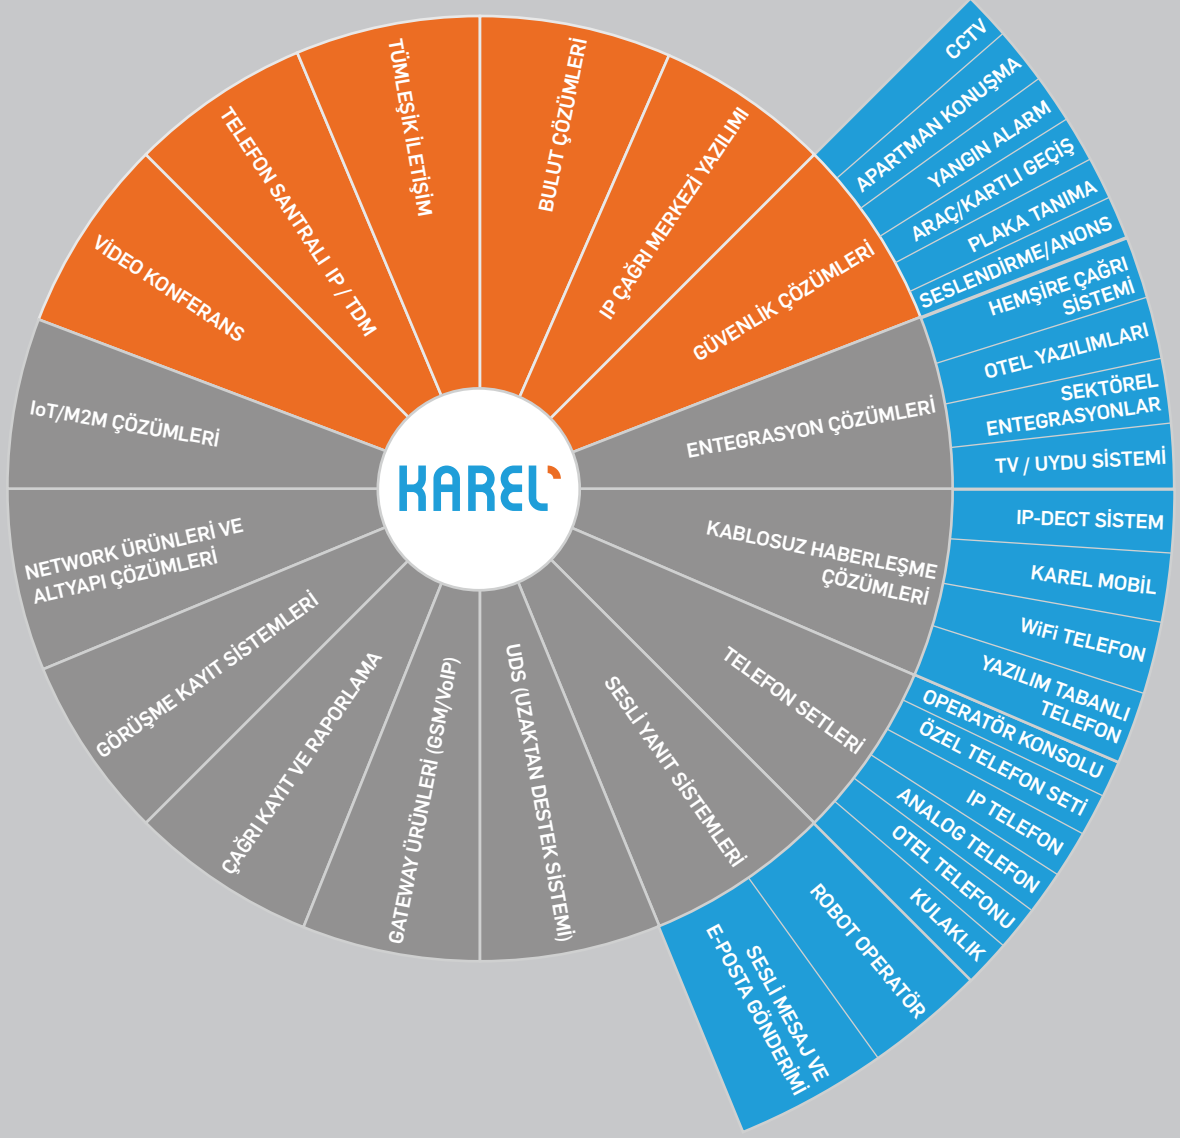 KAREL
VİDEO KONFERANS
TELEFON SANTRALI IP / TDM
TÜMLEŞİK İLETİŞİM
BULUT ÇÖZÜMLERİ
IP ÇAĞRI MERKEZİ YAZILIMI
GÜVENLİK ÇÖZÜMLERİ
CCTV
APARTMAN KONUŞMA
YANGIN ALARM
ARAÇ/KARTLI GEÇİŞ
PLAKA TANIMA
SESLENDİRME/ANONS
ENTEGRASYON ÇÖZÜMLERİ
HEMŞİRE ÇAĞRI
SİSTEMİ
OTEL YAZILIMLARI
SEKTÖREL
ENTEGRASYONLAR
TV / UYDU SİSTEMİ
KABLOSUZ HABERLEŞME
ÇÖZÜMLERİ
IP-DECT SİSTEM
KAREL MOBİL
WiFi TELEFON
YAZILIM TABANLI
TELEFON
TELEFON SETLERİ
OPERATÖR KONSOLU
ÖZEL TELEFON SETİ
IP TELEFON
ANALOG TELEFON
OTEL TELEFONU
KULAKLIK
SESLİ YANIT SİSTEMLERİ
ROBOT OPERATÖR
SESLİ MESAJ VE
E-POSTA GÖNDERİMİ
UDS (UZAKTAN DESTEK SİSTEMİ)
GATEWAY ÜRÜNLERİ (GSM/VoIP)
ÇAĞRI KAYIT VE RAPORLAMA
GÖRÜŞME KAYIT SİSTEMLERİ
NETWORK ÜRÜNLERİ VE
ALTYAPI ÇÖZÜMLERİ
IoT/M2M ÇÖZÜMLERİ